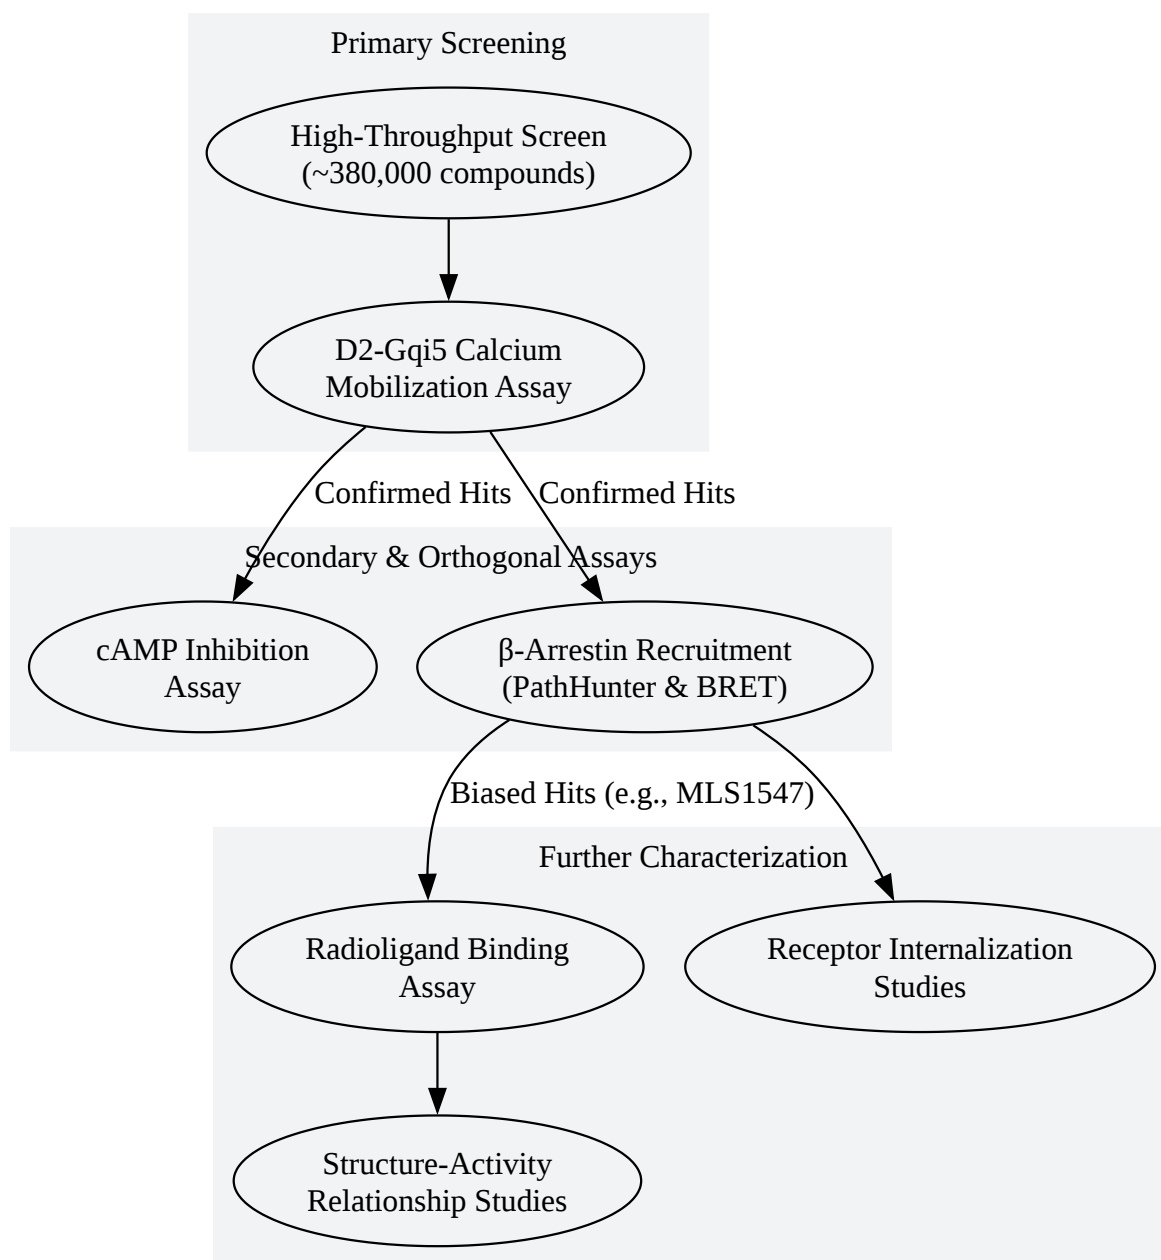 Primary Screening
High-Throughput Screen
(~380,000 compounds)
D2-Gqi5 Calcium
Mobilization Assay
Confirmed Hits
Confirmed Hits
Secondary & Orthogonal Assays
cAMP Inhibition
Assay
β-Arrestin Recruitment
(PathHunter & BRET)
Biased Hits (e.g., MLS1547)
Further Characterization
Radioligand Binding
Assay
Receptor Internalization
Studies
Structure-Activity
Relationship Studies